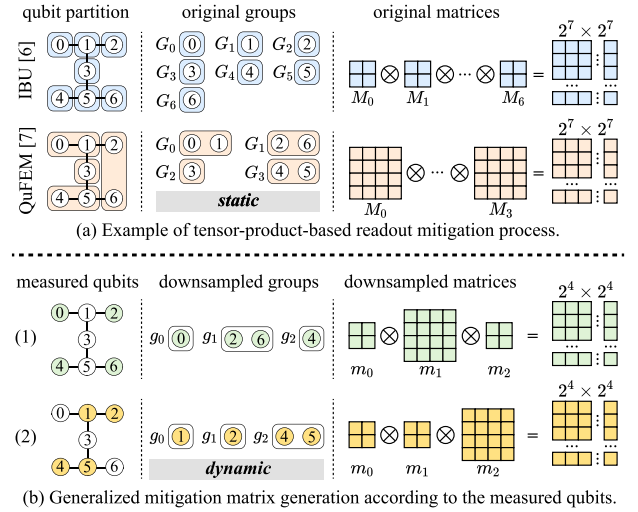 qubit partition original groups original matrices
IBU [6]
0 1 2
3
4 5 6
G0 0 G1 1 G2 2
G3 3 G4 4 G5 5
G6 6
M0 ⊗ M1 ⊗ ··· ⊗ M6 = 2^7 × 2^7
QuFEM [7]
0 1 2
3
4 5 6
G0 0 1 G1 2 6
G2 3 G3 4 5
static
M0 ⊗ ··· ⊗ M3 = 2^7 × 2^7
(a) Example of tensor-product-based readout mitigation process.
measured qubits downsampled groups downsampled matrices
(1)
0 1 2
3
4 5 6
g0 0 g1 2 6 g2 4
m0 ⊗ m1 ⊗ m2 = 2^4 × 2^4
(2)
0 1 2
3
4 5 6
g0 1 g1 2 g2 4 5
dynamic
m0 ⊗ m1 ⊗ m2 = 2^4 × 2^4
(b) Generalized mitigation matrix generation according to the measured qubits.